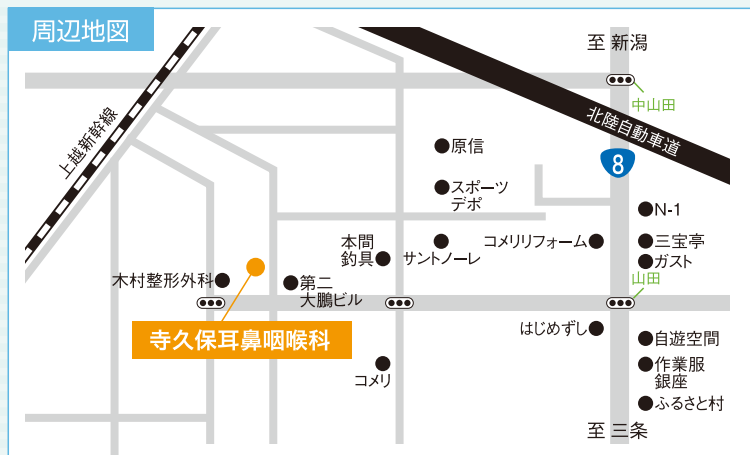 周辺地図
至 新潟
中山田
上越新幹線
北陸自動車道
8
原信
スポーツ
デポ
N-1
本間
釣具
サントノーレ
コメリリフォーム
三宝亭
ガスト
木村整形外科
第二
大鵬ビル
山田
寺久保耳鼻咽喉科
はじめずし
自遊空間
コメリ
作業服
銀座
ふるさと村
至 三条